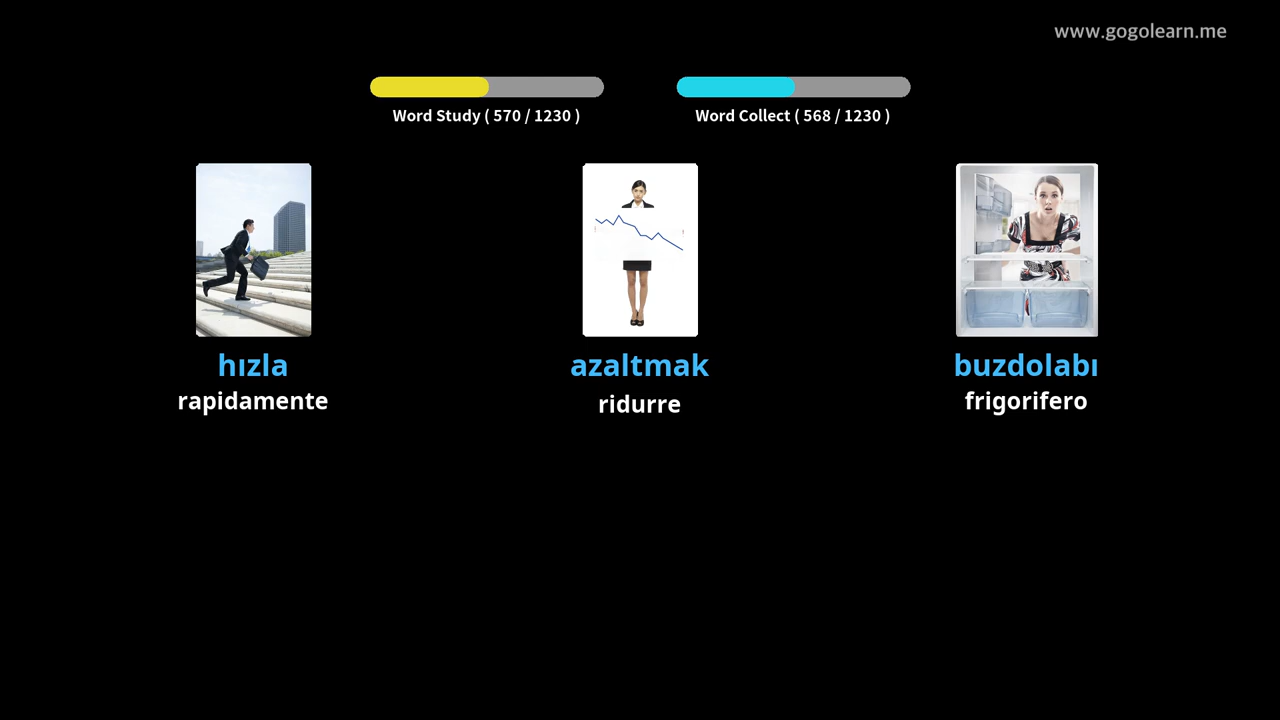 www.gogolearn.me
Word Study ( 570 / 1230 )
Word Collect ( 568 / 1230 )
hızla
rapidamente
azaltmak
ridurre
buzdolabı
frigorifero